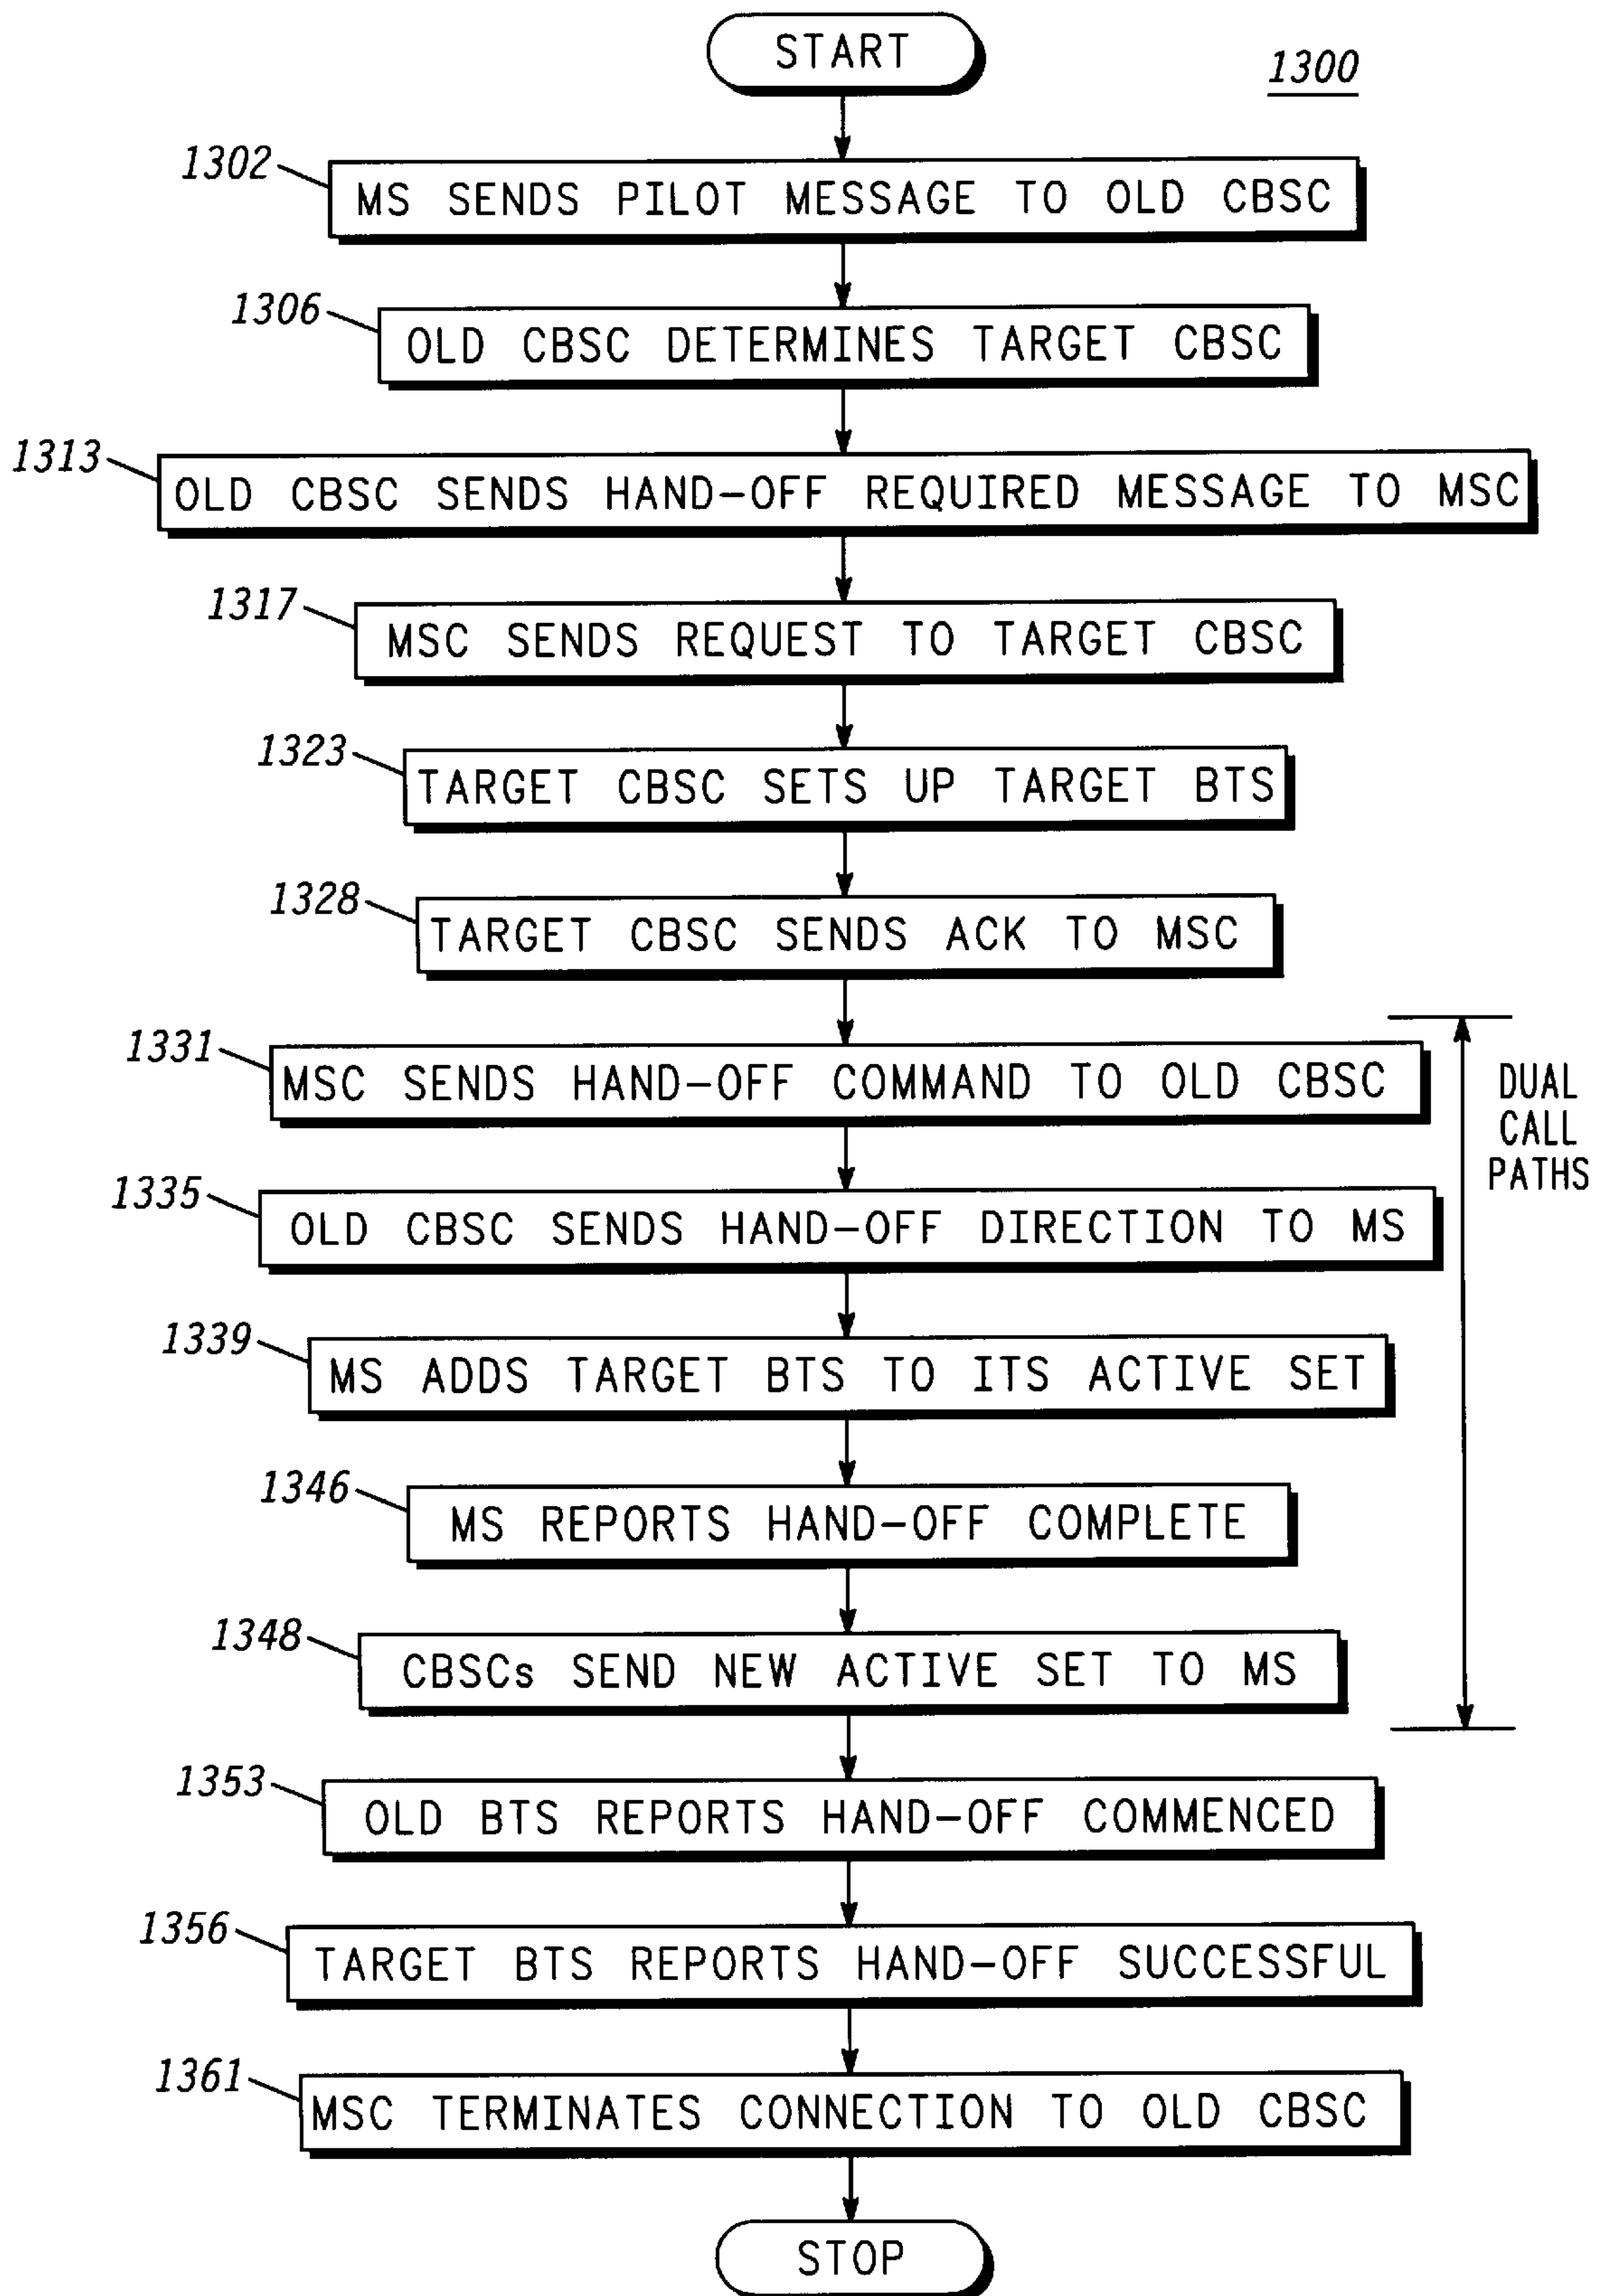 START
1300
1302
MS SENDS PILOT MESSAGE TO OLD CBSC
1306
OLD CBSC DETERMINES TARGET CBSC
1313
OLD CBSC SENDS HAND-OFF REQUIRED MESSAGE TO MSC
1317
MSC SENDS REQUEST TO TARGET CBSC
1323
TARGET CBSC SETS UP TARGET BTS
1328
TARGET CBSC SENDS ACK TO MSC
1331
MSC SENDS HAND-OFF COMMAND TO OLD CBSC
DUAL
CALL
PATHS
1335
OLD CBSC SENDS HAND-OFF DIRECTION TO MS
1339
MS ADDS TARGET BTS TO ITS ACTIVE SET
1346
MS REPORTS HAND-OFF COMPLETE
1348
CBSCs SEND NEW ACTIVE SET TO MS
1353
OLD BTS REPORTS HAND-OFF COMMENCED
1356
TARGET BTS REPORTS HAND-OFF SUCCESSFUL
1361
MSC TERMINATES CONNECTION TO OLD CBSC
STOP